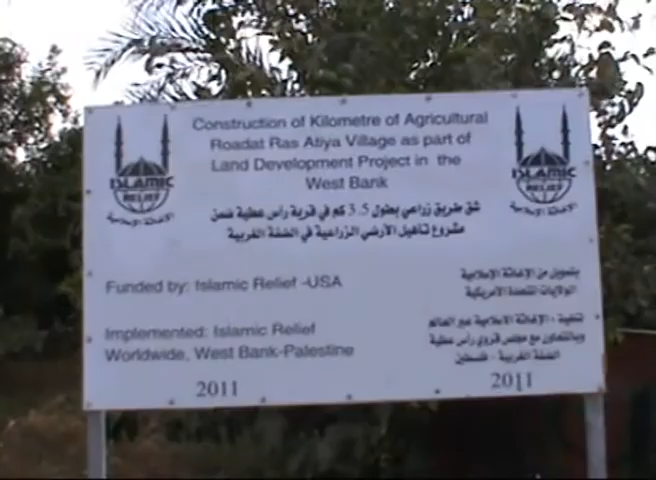 Construction of Kilometre of Agricultural
Roadat Ras Atiya Village as part of
Land Development Project in the
West Bank
ISLAMIC
RELIEF
الإغاثة الإسلامية
ISLAMIC
RELIEF
الإغاثة الإسلامية
شق طريق زراعي بطول 3.5 كم في قرية رأس عطية ضمن
مشروع تأهيل الأرضي الزراعية في الضفة الغربية
Funded by: Islamic Relief -USA
بتمويل من الإغاثة الإسلامية
الولايات المتحدة الأمريكية
Implemented: Islamic Relief
Worldwide, West Bank-Palestine
تنفيذ - الإغاثة الاسلامية عبر العالم
وبالتعاون مع مجلس قروي رأس عطية
الضفة الغربية - فلسطين
2011
2011